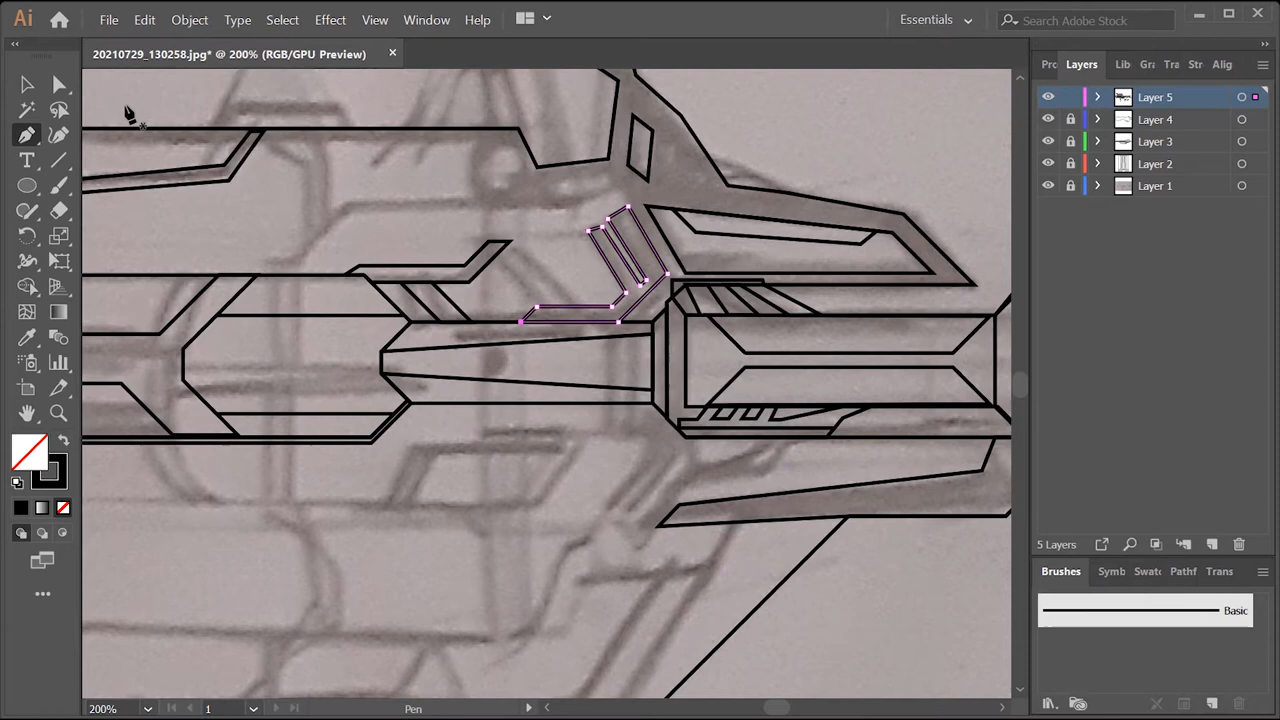 Ai File Edit Object Type Select Effect View Window Help Essentials Search Adobe Stock
20210729_130258.jpg* @ 200% (RGB/GPU Preview)
Pro Layers Lib Gra Tra Str Alig
Layer 5
Layer 4
Layer 3
Layer 2
Layer 1
5 Layers
Brushes Symb Swatc Pathf Trans
Basic
200% 1 Pen